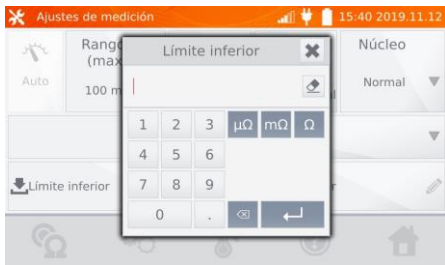 Ajustes de medición 15:40 2019.11.12
Rango Límite inferior Núcleo
(max
Auto 100 m Normal
1 2 3 µΩ mΩ Ω
4 5 6
7 8 9
0 .
Límite inferior